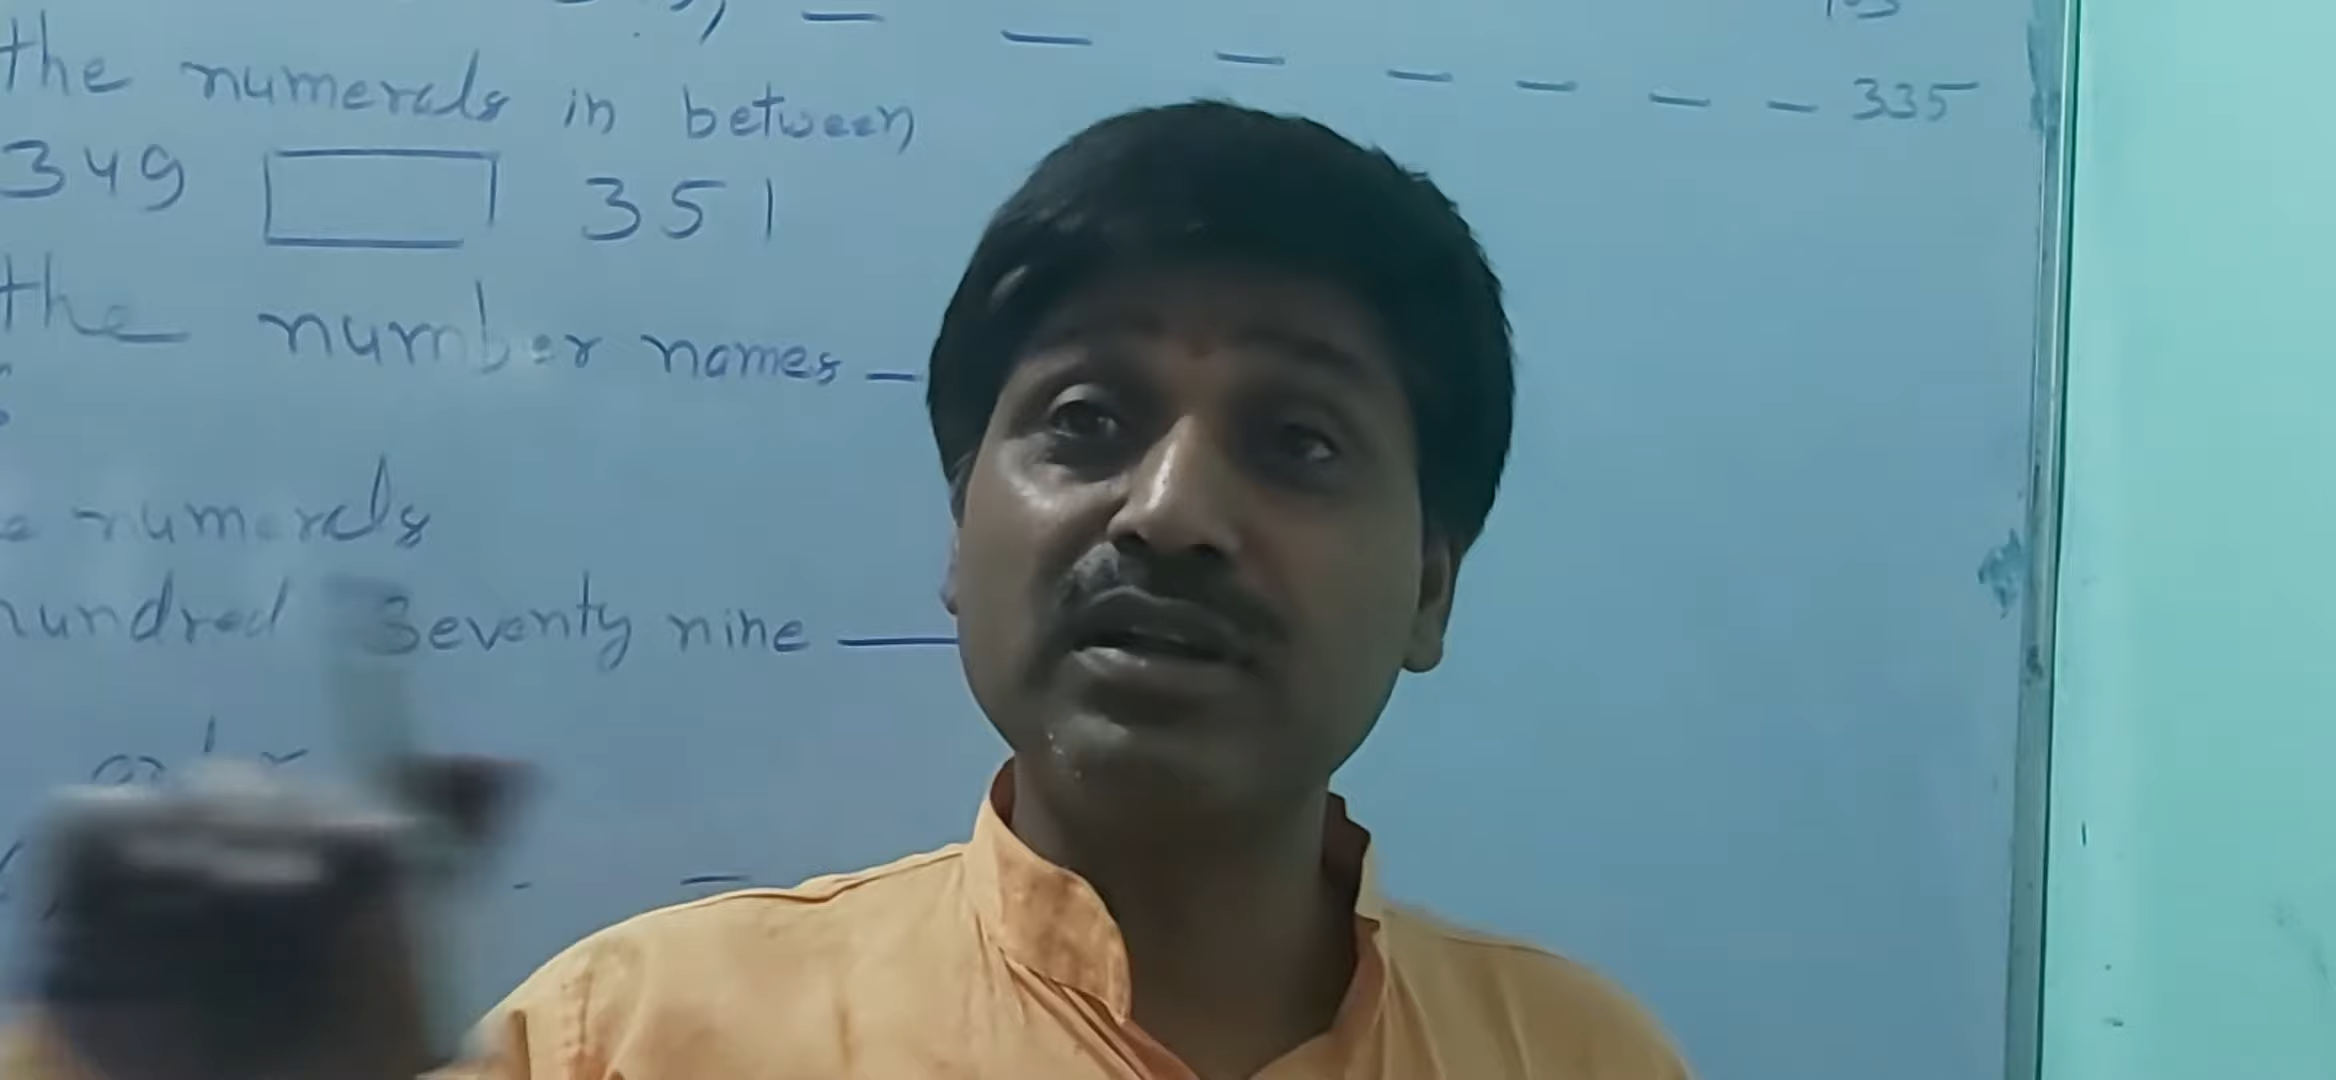 the numerals in between
335
349 351
the number names
numerals
hundred Seventy nine